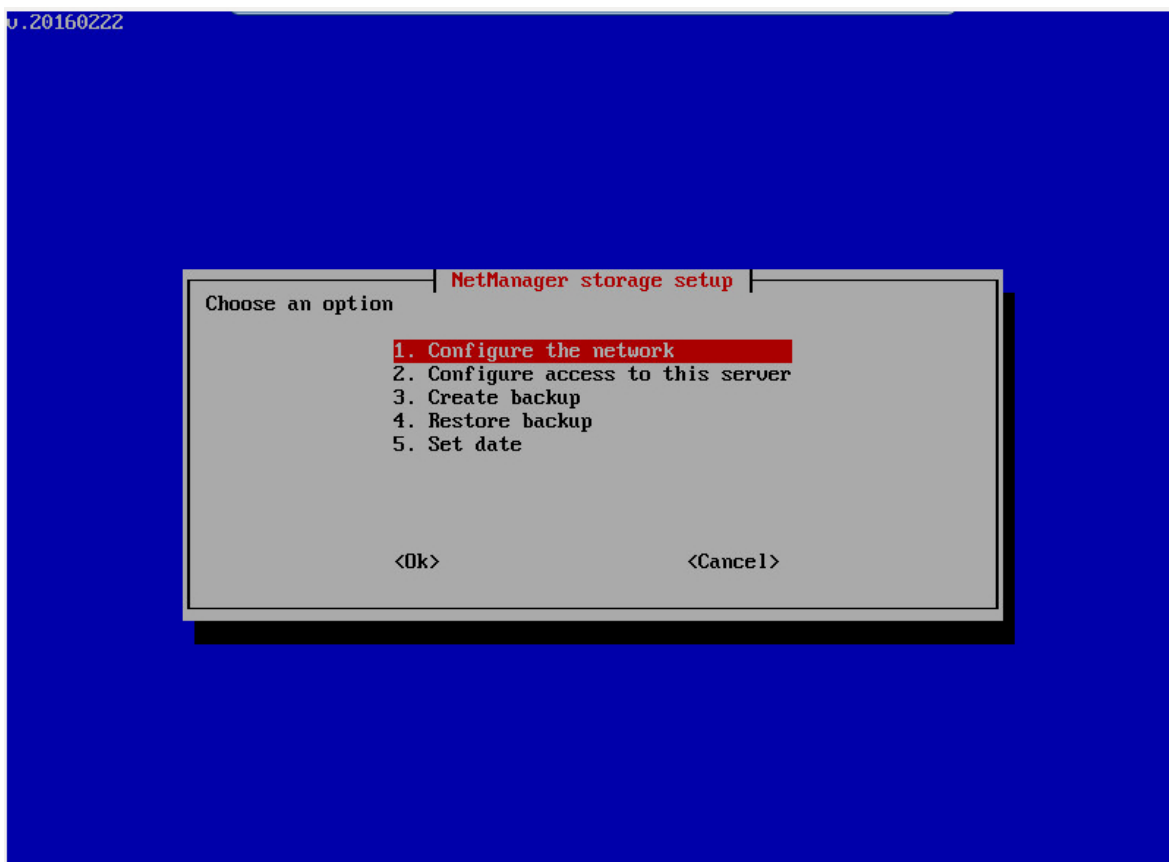 v.20160222
NetManager storage setup
Choose an option
1. Configure the network
2. Configure access to this server
3. Create backup
4. Restore backup
5. Set date
<Ok> <Cancel>